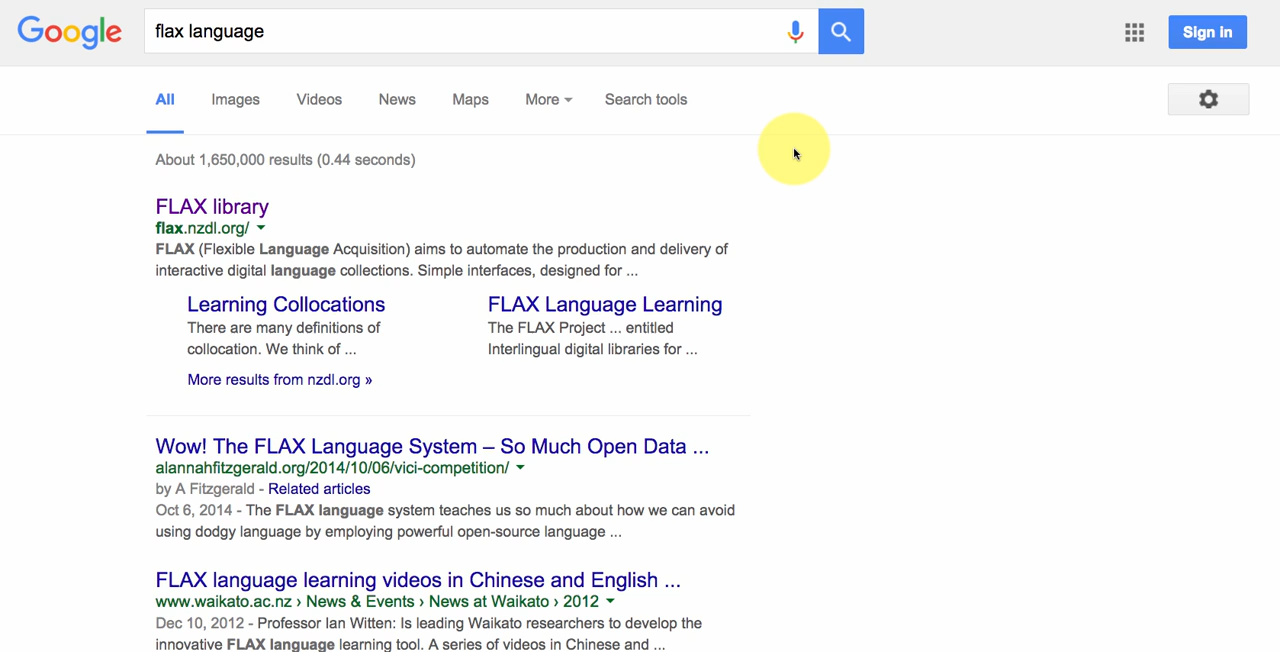 Google
flax language
Sign in
All Images Videos News Maps More Search tools
About 1,650,000 results (0.44 seconds)
FLAX library
flax.nzdl.org/
FLAX (Flexible Language Acquisition) aims to automate the production and delivery of
interactive digital language collections. Simple interfaces, designed for ...
Learning Collocations
There are many definitions of
collocation. We think of ...
FLAX Language Learning
The FLAX Project ... entitled
Interlingual digital libraries for ...
More results from nzdl.org »
Wow! The FLAX Language System – So Much Open Data ...
alannahfitzgerald.org/2014/10/06/vici-competition/
by A Fitzgerald - Related articles
Oct 6, 2014 - The FLAX language system teaches us so much about how we can avoid
using dodgy language by employing powerful open-source language ...
FLAX language learning videos in Chinese and English ...
www.waikato.ac.nz › News & Events › News at Waikato › 2012
Dec 10, 2012 - Professor Ian Witten: Is leading Waikato researchers to develop the
innovative FLAX language learning tool. A series of videos in Chinese and ...